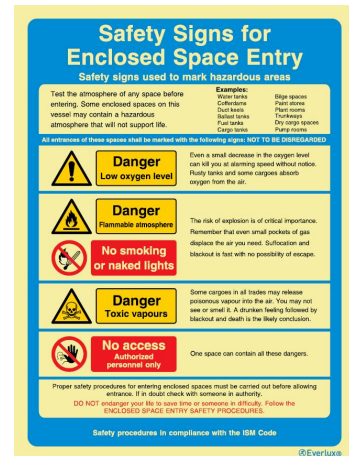 Safety Signs for
Enclosed Space Entry
Safety signs used to mark hazardous areas
Test the atmosphere of any space before
entering. Some enclosed spaces on this
vessel may contain a hazardous
atmosphere that will not support life.
Examples:
Water tanks
Cofferdams
Duct keels
Ballast tanks
Fuel tanks
Cargo tanks
Bilge spaces
Paint stores
Plant rooms
Trunkways
Dry cargo spaces
Pump rooms
All entrances of these spaces shall be marked with the following signs: NOT TO BE DISREGARDED
Danger
Low oxygen level
Even a small decrease in the oxygen level
can kill you at alarming speed without notice.
Rusty tanks and some cargoes absorb
oxygen from the air.
Danger
Flammable atmosphere
No smoking
or naked lights
The risk of explosion is of critical importance.
Remember that even small pockets of gas
displace the air you need. Suffocation and
blackout is fast with no possibility of escape.
Danger
Toxic vapours
Some cargoes in all trades may release
poisonous vapour into the air. You may not
see or smell it. A drunken feeling followed by
blackout and death is the likely conclusion.
No access
Authorized
personnel only
One space can contain all these dangers.
Proper safety procedures for entering enclosed spaces must be carried out before allowing
entrance. If in doubt check with someone in authority.
DO NOT endanger your life to save time or someone in difficulty. Follow the
ENCLOSED SPACE ENTRY SAFETY PROCEDURES.
Safety procedures in compliance with the ISM Code
Everlux®